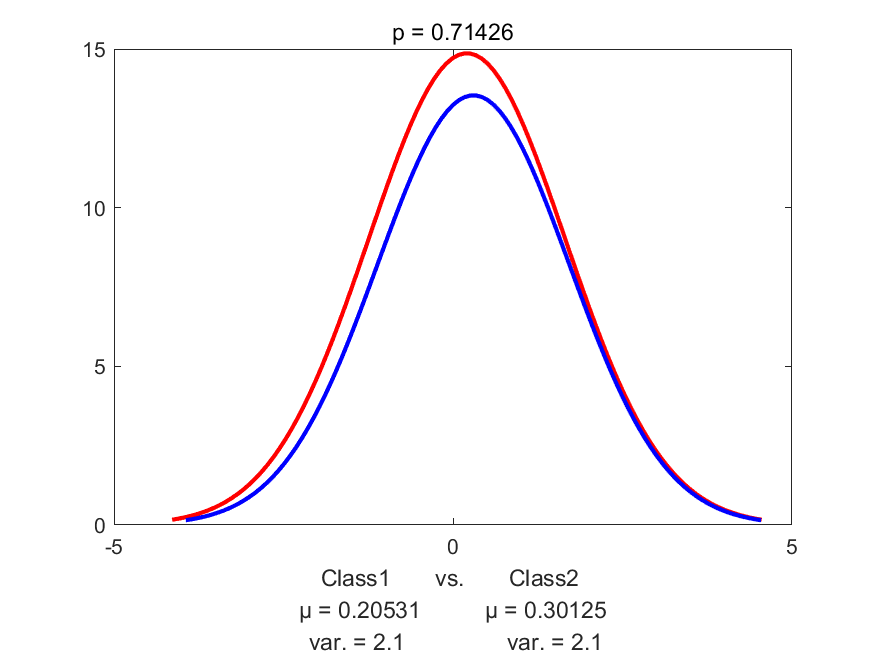 p = 0.71426
15
10
5
0
-5 0 5
Class1 vs. Class2
μ = 0.20531 μ = 0.30125
var. = 2.1 var. = 2.1